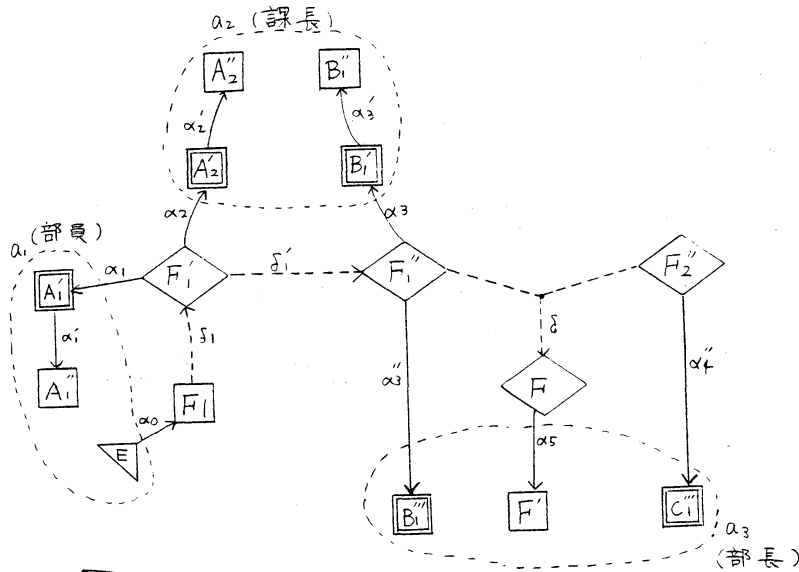 a₂ (課長)
A₂″
B₁″
α₂′
α₃′
A₂′
B₁′
α₂
α₃
a₁ (部員)
α₁
F₁′
δ₁′
F₁″
F₂″
A₁′
α₁′
δ₁
δ
α₃″
α₄″
A₁″
F₁
F
α₀
α₅
E
B₁‴
F′
C₁‴
a₃
(部長)